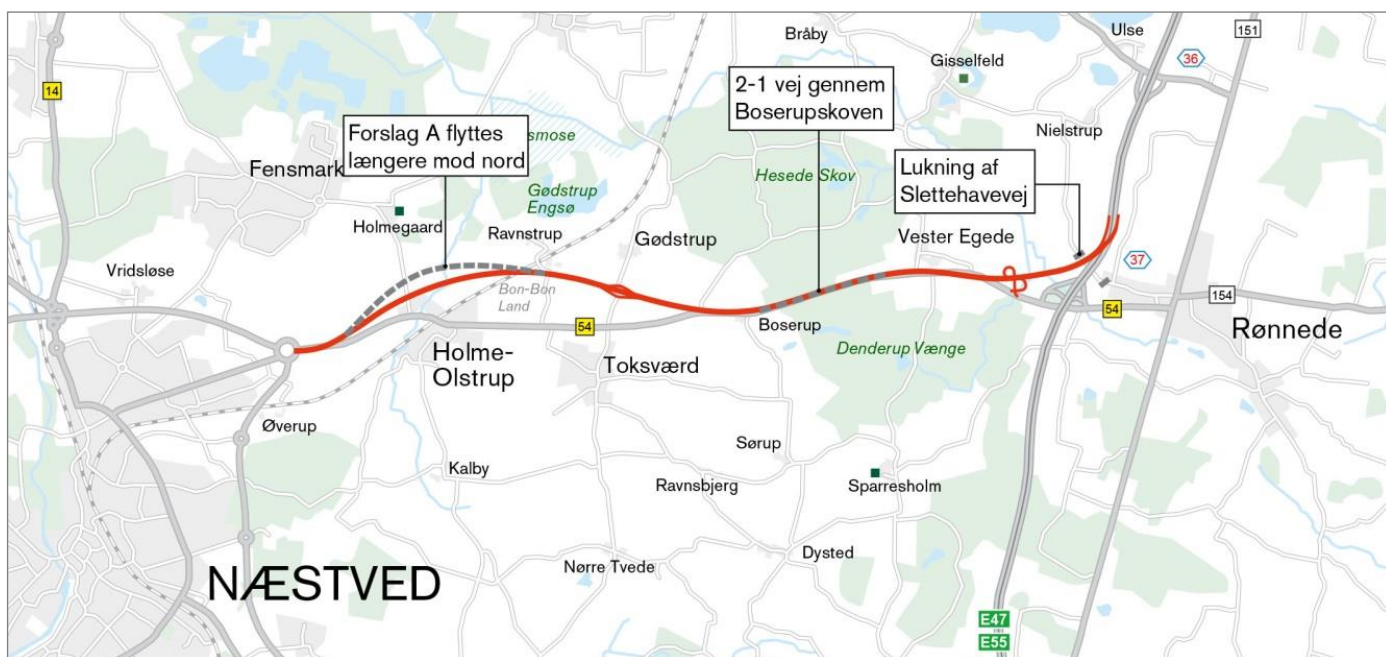 Bråby
Ulse
151
36
14
Gisselfeld
2-1 vej gennem
Boserupskoven
Forslag A flyttes
længere mod nord
smose
Nielstrup
Fensmark
Lukning af
Slettehavevej
Hesede Skov
Gødstrup
Engsø
Holmegaard
Ravnstrup
Gødstrup
Vester Egede
37
Vridsløse
Bon-Bon
Land
154
54
54
Boserup
Rønnede
Holme-
Olstrup
Toksværd
Denderup Vænge
Øverup
Sørup
Kalby
Ravnsbjerg
Sparresholm
Dysted
Nørre Tvede
NÆSTVED
E47
E55